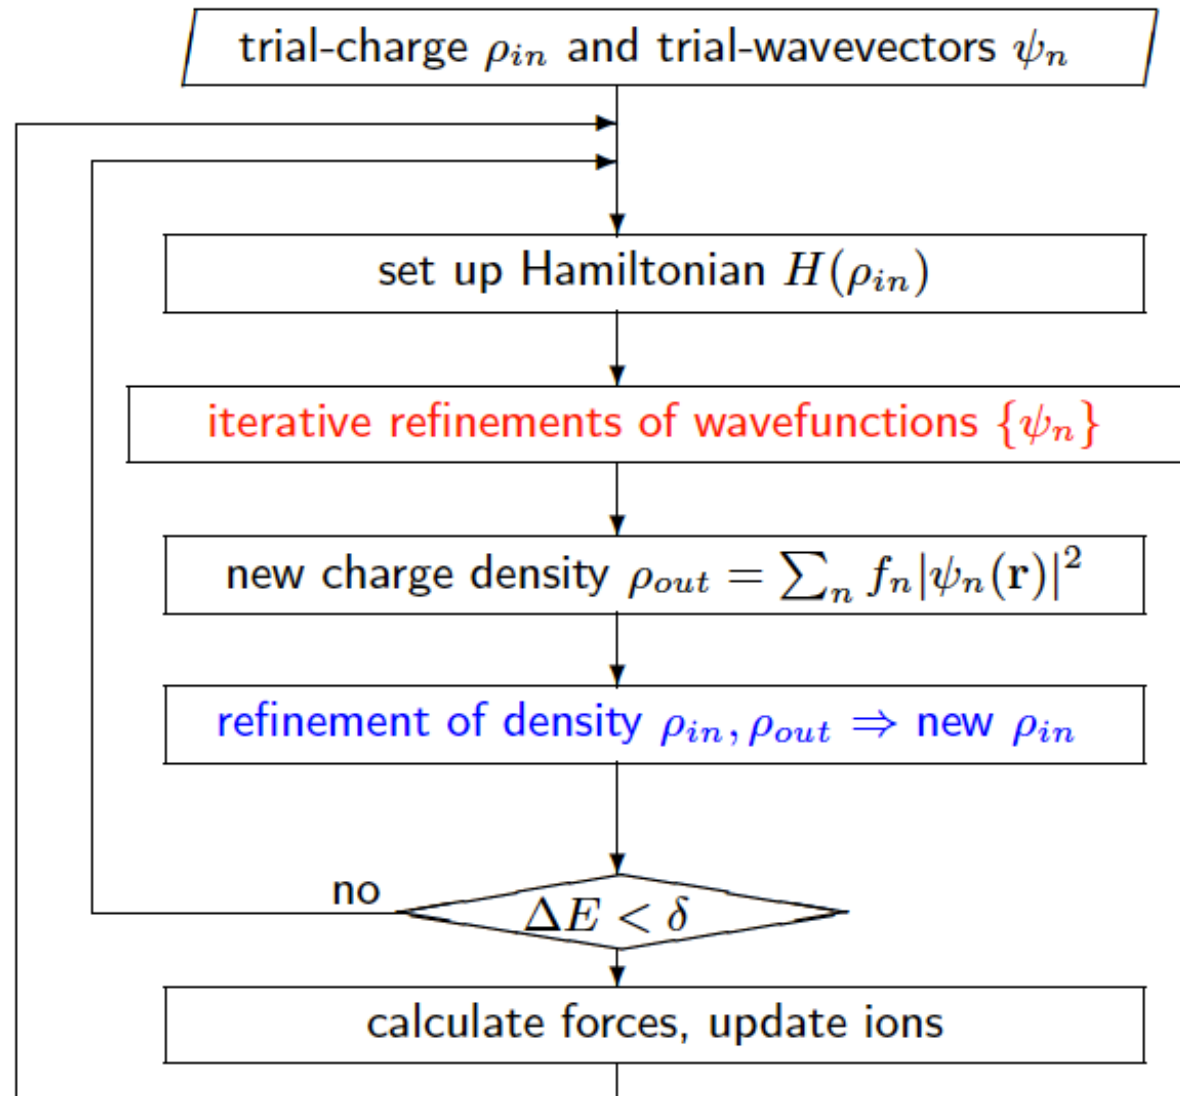 trial-charge ρ_in and trial-wavevectors ψ_n
set up Hamiltonian H(ρ_in)
iterative refinements of wavefunctions {ψ_n}
new charge density ρ_out = ∑_n f_n|ψ_n(r)|²
refinement of density ρ_in, ρ_out ⇒ new ρ_in
no
ΔE < δ
calculate forces, update ions